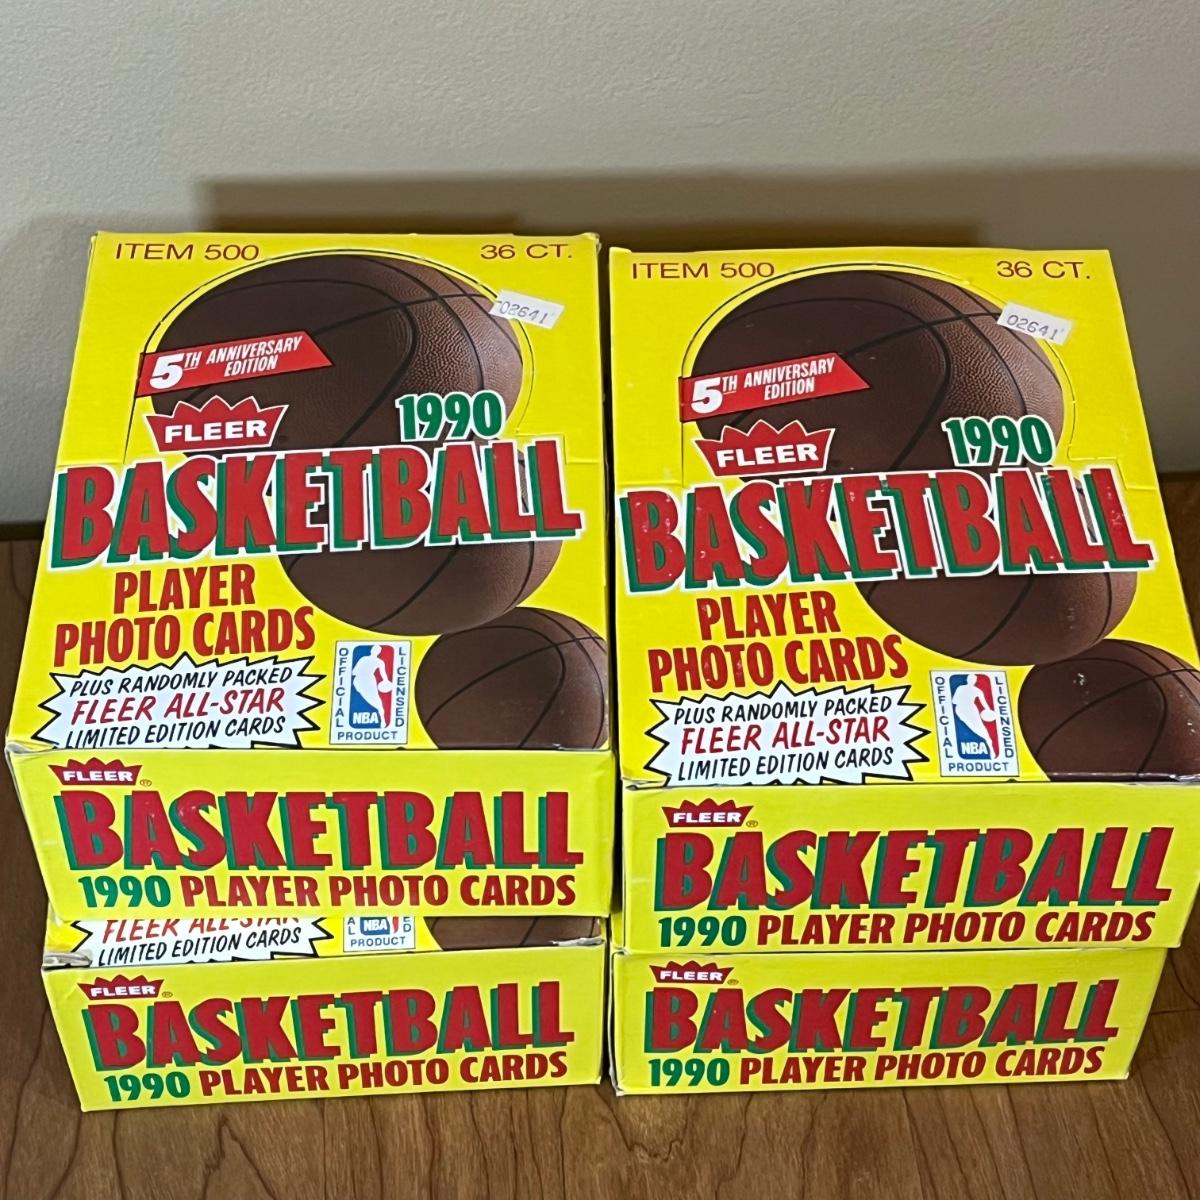 ITEM 500 36 CT.
02641
5TH ANNIVERSARY
EDITION
FLEER 1990
BASKETBALL
PLAYER
PHOTO CARDS
PLUS RANDOMLY PACKED
FLEER ALL-STAR
LIMITED EDITION CARDS
OFFICIAL LICENSED
NBA
PRODUCT
FLEER®
BASKETBALL
1990 PLAYER PHOTO CARDS
FLEER ALL-STAR
LIMITED EDITION CARDS
NBA
PRODUCT
FLEER®
BASKETBALL
1990 PLAYER PHOTO CARDS
ITEM 500 36 CT.
02641
5TH ANNIVERSARY
EDITION
FLEER 1990
BASKETBALL
PLAYER
PHOTO CARDS
PLUS RANDOMLY PACKED
FLEER ALL-STAR
LIMITED EDITION CARDS
OFFICIAL LICENSED
NBA
PRODUCT
FLEER®
BASKETBALL
1990 PLAYER PHOTO CARDS
FLEER®
BASKETBALL
1990 PLAYER PHOTO CARDS